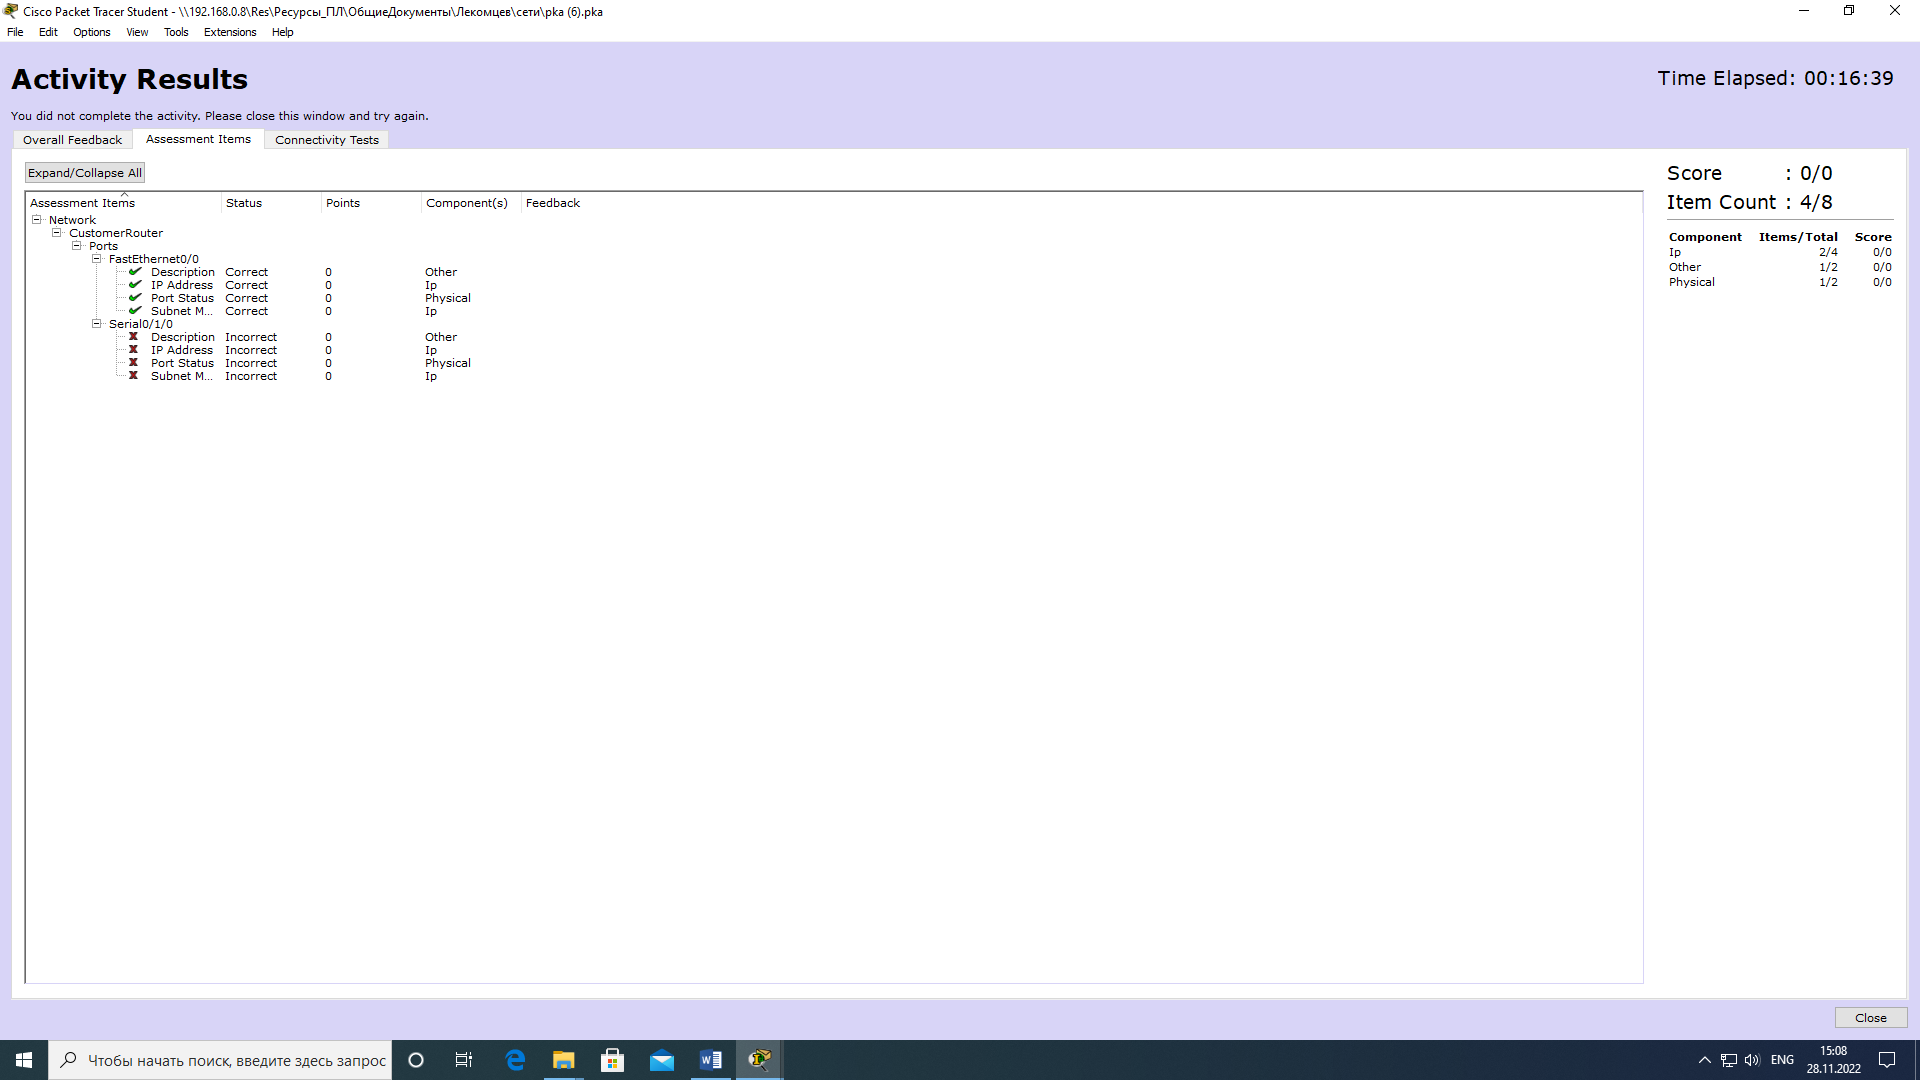 Cisco Packet Tracer Student - \\192.168.0.8\Res\Ресурсы_ПЛ\ОбщиеДокументы\Лекомцев\сети\pka (6).pka
File Edit Options View Tools Extensions Help
Activity Results
Time Elapsed: 00:16:39
You did not complete the activity. Please close this window and try again.
Overall Feedback Assessment Items Connectivity Tests
Expand/Collapse All
Assessment Items Status Points Component(s) Feedback
Network
CustomerRouter
Ports
FastEthernet0/0
Description Correct 0 Other
IP Address Correct 0 Ip
Port Status Correct 0 Physical
Subnet M... Correct 0 Ip
Serial0/1/0
Description Incorrect 0 Other
IP Address Incorrect 0 Ip
Port Status Incorrect 0 Physical
Subnet M... Incorrect 0 Ip
Score : 0/0
Item Count : 4/8
Component Items/Total Score
Ip 2/4 0/0
Other 1/2 0/0
Physical 1/2 0/0
Close
Чтобы начать поиск, введите здесь запрос
ENG
15:08
28.11.2022